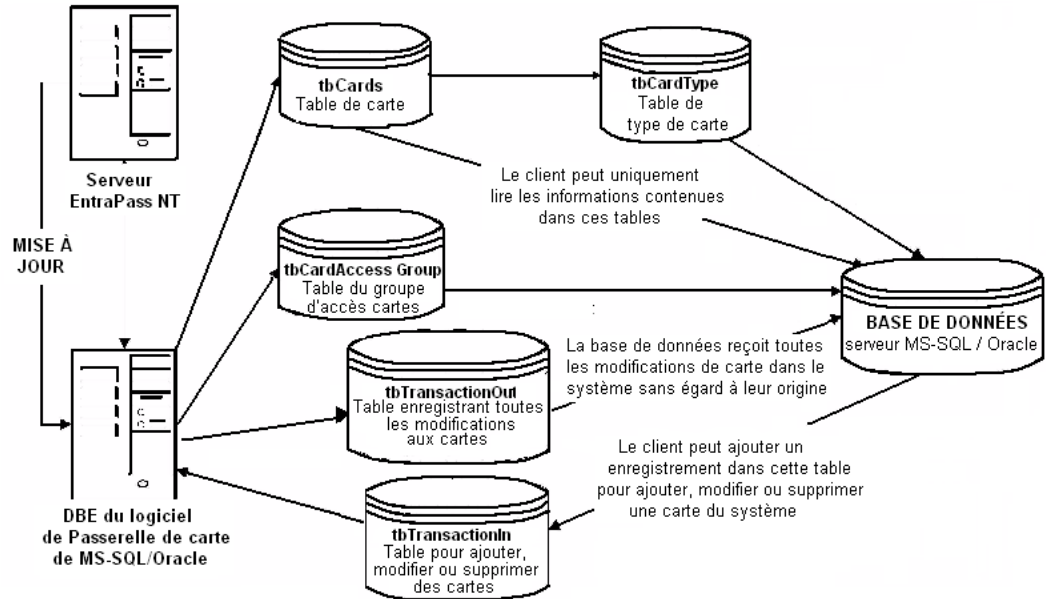 tbCards
Table de carte
tbCardType
Table de
type de carte
Serveur
EntraPass NT
Le client peut uniquement
lire les informations contenues
dans ces tables
MISE À
JOUR
tbCardAccess Group
Table du groupe
d'accès cartes
:
BASE DE DONNÉES
serveur MS-SQL / Oracle
La base de données reçoit toutes
les modifications de carte dans le
système sans égard à leur origine
tbTransactionOut
Table enregistrant toutes
les modifications
aux cartes
Le client peut ajouter un
enregistrement dans cette table
pour ajouter, modifier ou supprimer
une carte du système
DBE du logiciel
de Passerelle de carte
de MS-SQL/Oracle
tbTransactionIn
Table pour ajouter,
modifier ou supprimer
des cartes